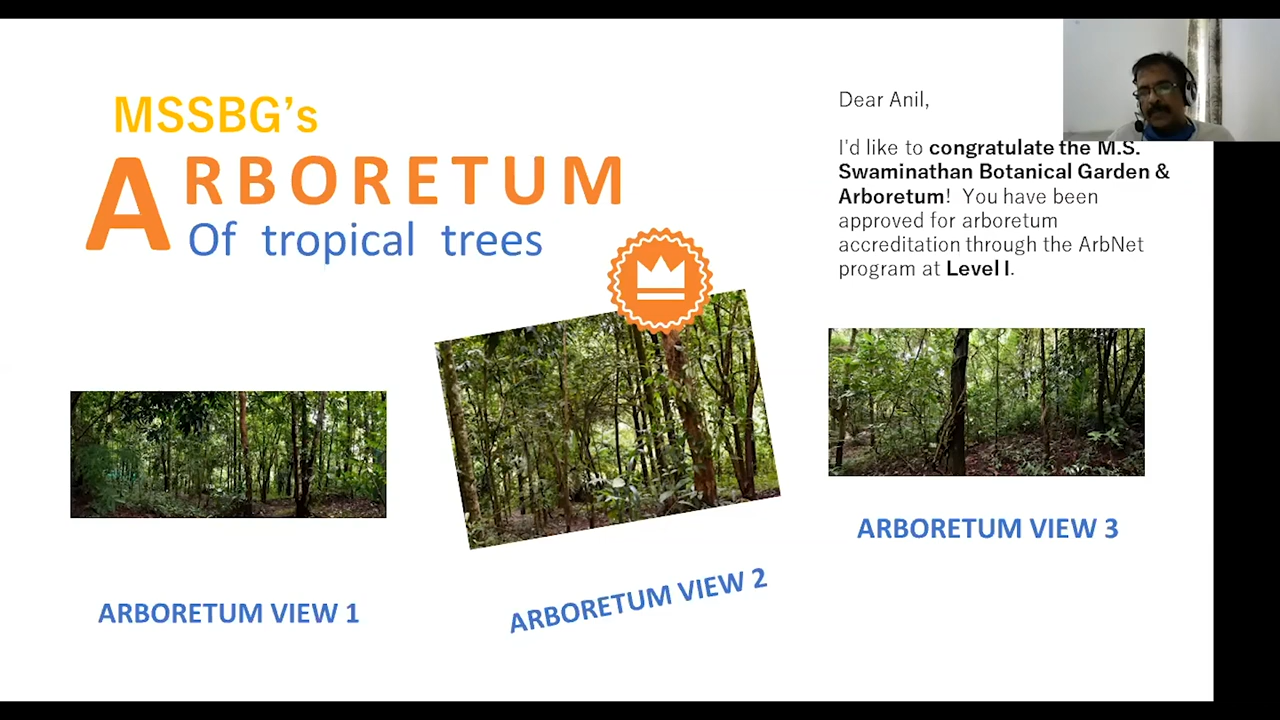 MSSBG's
ARBORETUM
Of tropical trees
Dear Anil,
I'd like to congratulate the M.S.
Swaminathan Botanical Garden &
Arboretum! You have been
approved for arboretum
accreditation through the ArbNet
program at Level I.
ARBORETUM VIEW 1
ARBORETUM VIEW 2
ARBORETUM VIEW 3